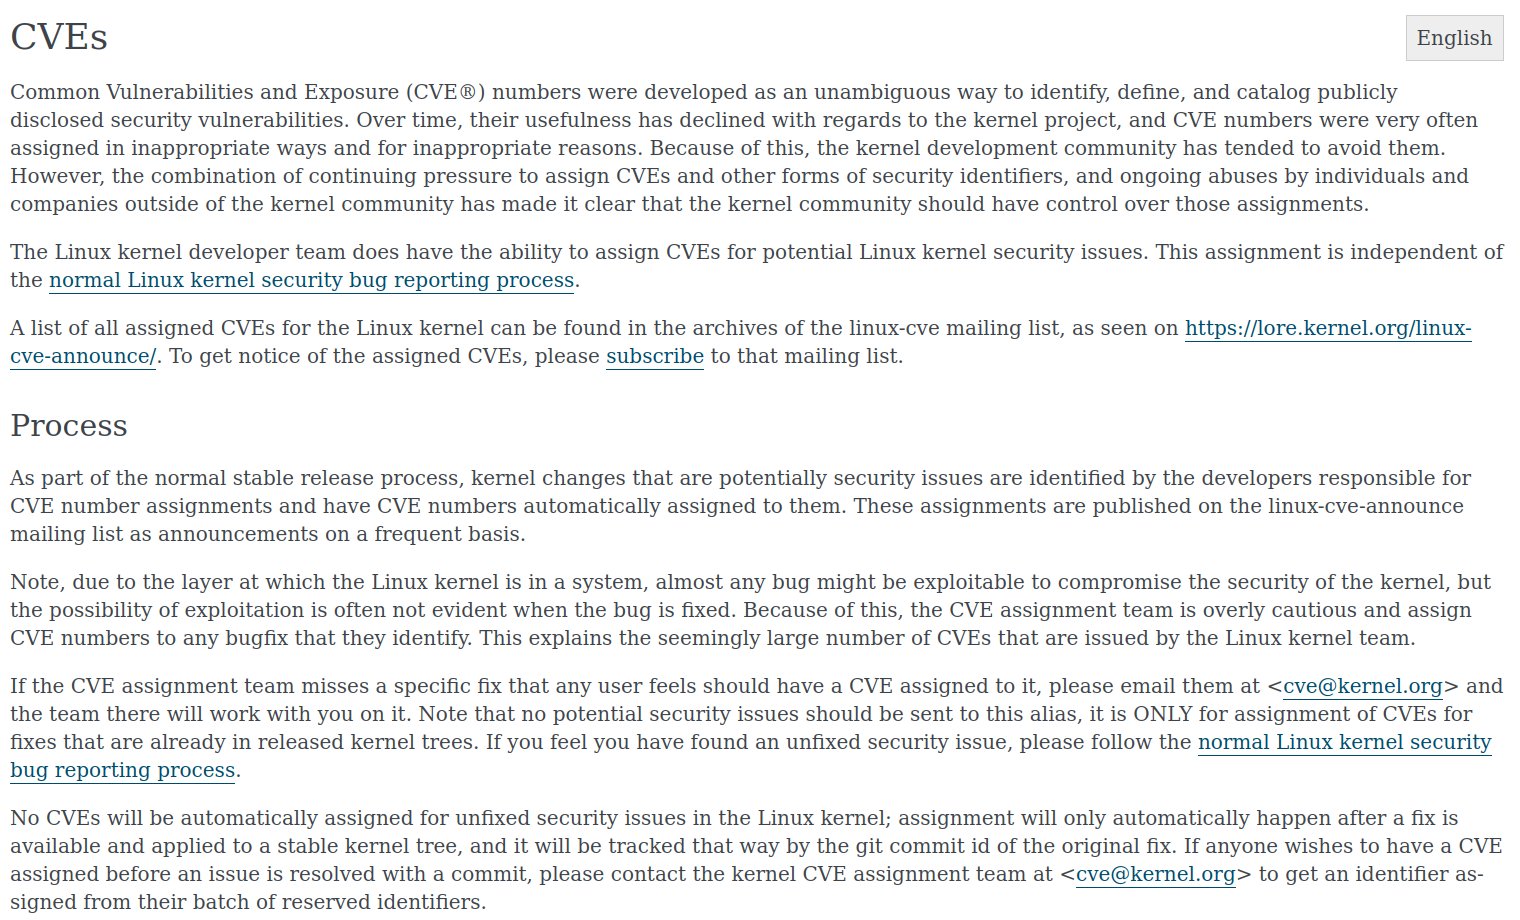 CVEs
English
Common Vulnerabilities and Exposure (CVE®) numbers were developed as an unambiguous way to identify, define, and catalog publicly
disclosed security vulnerabilities. Over time, their usefulness has declined with regards to the kernel project, and CVE numbers were very often
assigned in inappropriate ways and for inappropriate reasons. Because of this, the kernel development community has tended to avoid them.
However, the combination of continuing pressure to assign CVEs and other forms of security identifiers, and ongoing abuses by individuals and
companies outside of the kernel community has made it clear that the kernel community should have control over those assignments.
The Linux kernel developer team does have the ability to assign CVEs for potential Linux kernel security issues. This assignment is independent of
the normal Linux kernel security bug reporting process.
A list of all assigned CVEs for the Linux kernel can be found in the archives of the linux-cve mailing list, as seen on https://lore.kernel.org/linux-
cve-announce/. To get notice of the assigned CVEs, please subscribe to that mailing list.
Process
As part of the normal stable release process, kernel changes that are potentially security issues are identified by the developers responsible for
CVE number assignments and have CVE numbers automatically assigned to them. These assignments are published on the linux-cve-announce
mailing list as announcements on a frequent basis.
Note, due to the layer at which the Linux kernel is in a system, almost any bug might be exploitable to compromise the security of the kernel, but
the possibility of exploitation is often not evident when the bug is fixed. Because of this, the CVE assignment team is overly cautious and assign
CVE numbers to any bugfix that they identify. This explains the seemingly large number of CVEs that are issued by the Linux kernel team.
If the CVE assignment team misses a specific fix that any user feels should have a CVE assigned to it, please email them at <cve@kernel.org> and
the team there will work with you on it. Note that no potential security issues should be sent to this alias, it is ONLY for assignment of CVEs for
fixes that are already in released kernel trees. If you feel you have found an unfixed security issue, please follow the normal Linux kernel security
bug reporting process.
No CVEs will be automatically assigned for unfixed security issues in the Linux kernel; assignment will only automatically happen after a fix is
available and applied to a stable kernel tree, and it will be tracked that way by the git commit id of the original fix. If anyone wishes to have a CVE
assigned before an issue is resolved with a commit, please contact the kernel CVE assignment team at <cve@kernel.org> to get an identifier as-
signed from their batch of reserved identifiers.